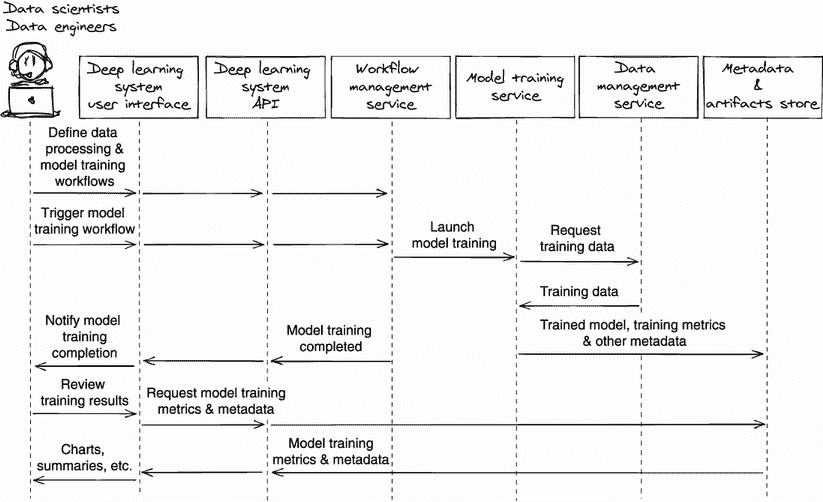 Data scientists
Data engineers
Deep learning
system
user interface
Deep learning
system
API
Workflow
management
service
Model training
service
Data
management
service
Metadata
&
artifacts store
Define data
processing &
model training
workflows
Trigger model
training workflow
Launch
model training
Request
training data
Training data
Notify model
training
completion
Model training
completed
Trained model, training metrics
& other metadata
Review
training results
Request model training
metrics & metadata
Charts,
summaries, etc.
Model training
metrics & metadata